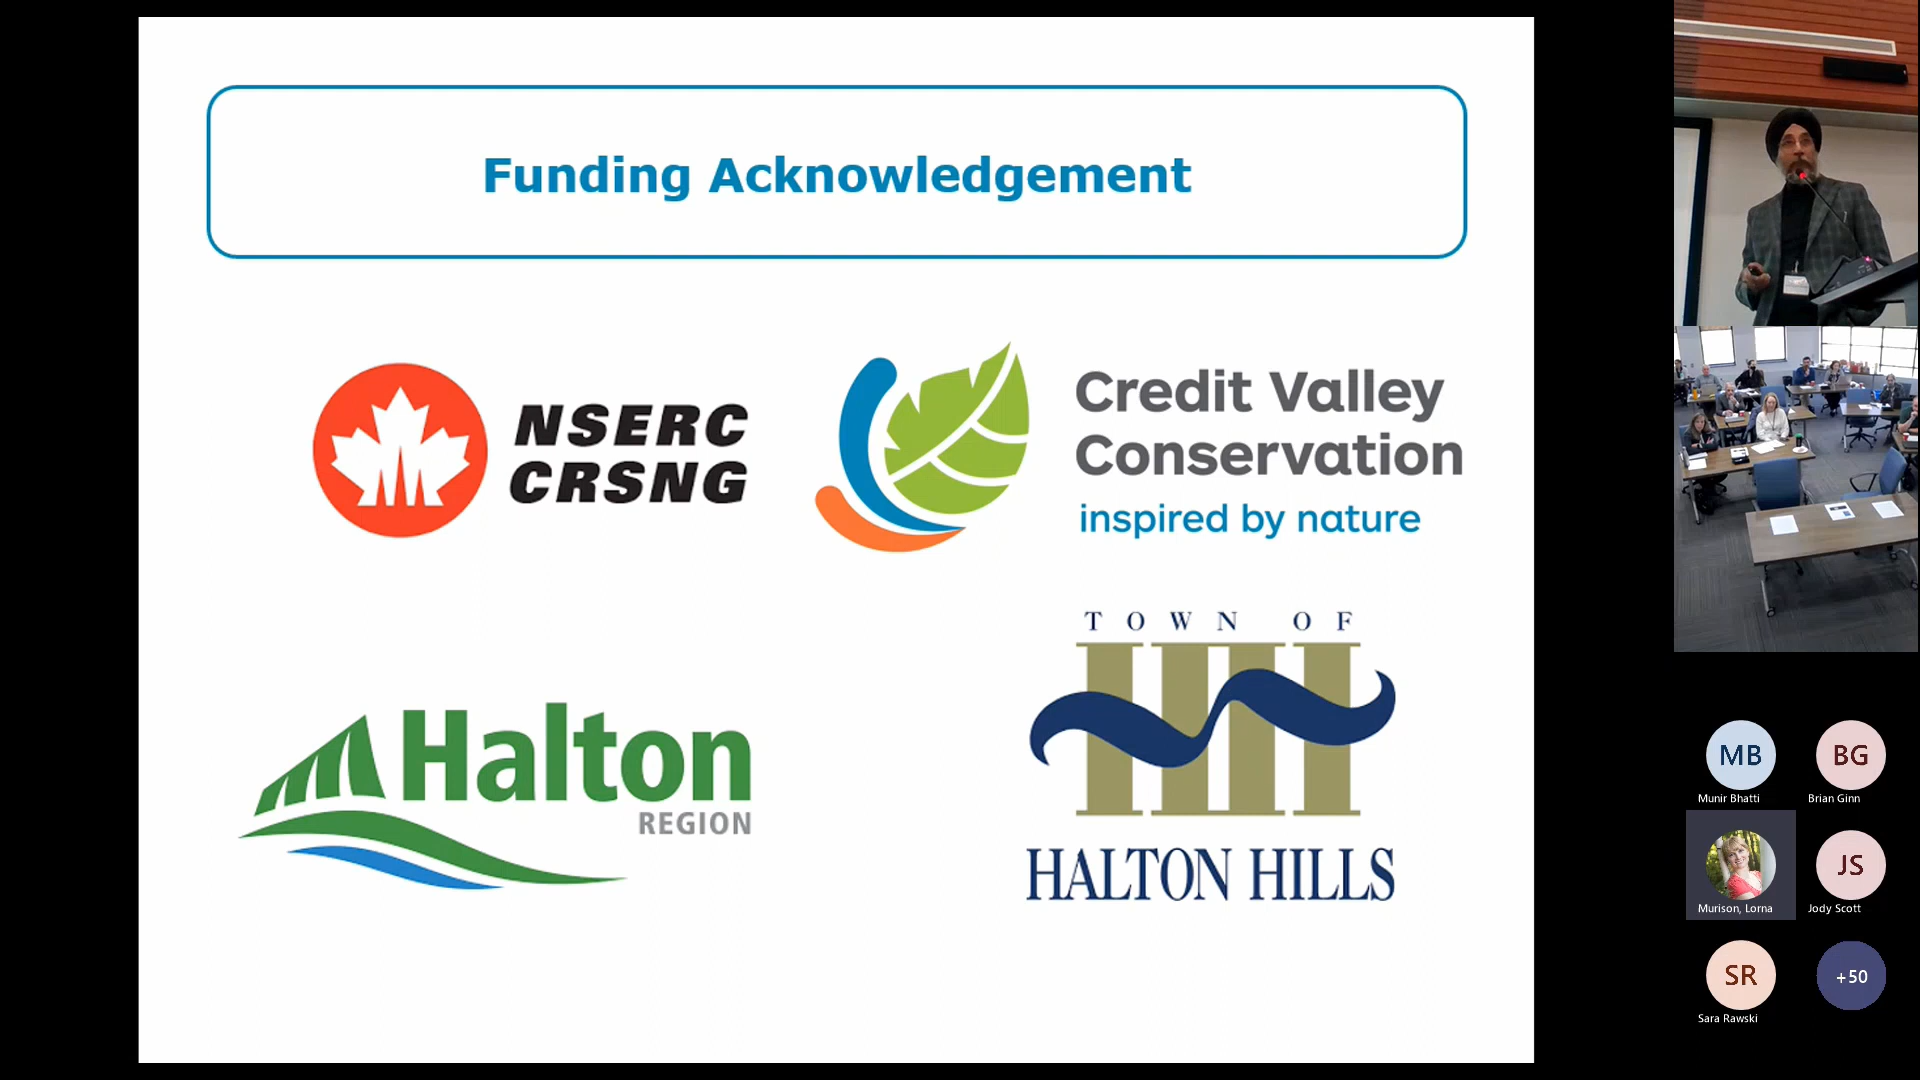 Funding Acknowledgement
NSERC
CRSNG
Credit Valley
Conservation
inspired by nature
Halton
REGION
TOWN OF
HALTON HILLS
MB
Munir Bhatti
BG
Brian Ginn
Murison, Lorna
JS
Jody Scott
SR
Sara Rawski
+50